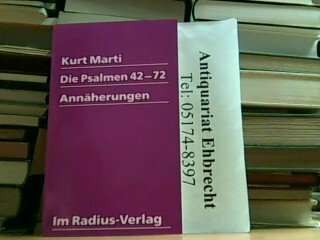 Kurt Marti
Die Psalmen 42–72
Annäherungen
Im Radius-Verlag
Antiquariat Ehbrecht
Tel: 05174-8397